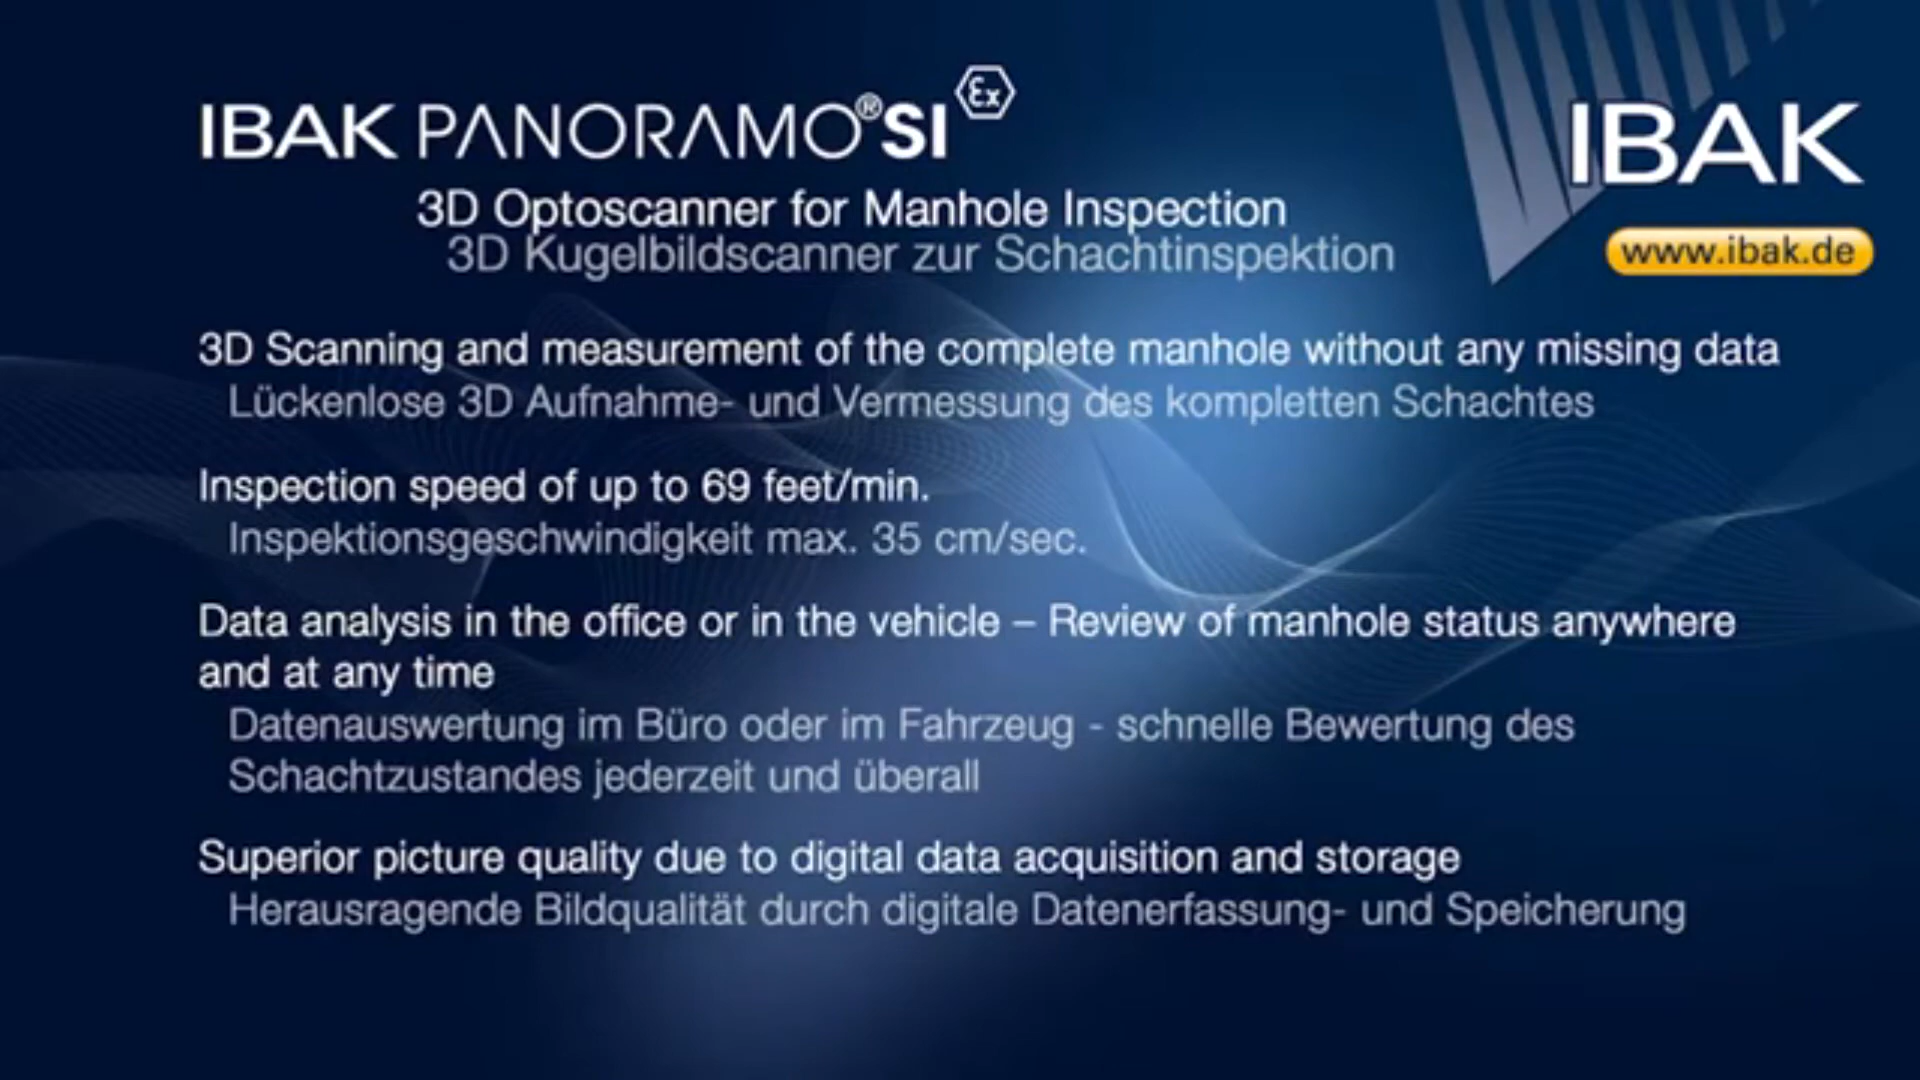 IBAK PANORAMO® SI Ex
IBAK
3D Optoscanner for Manhole Inspection
3D Kugelbildscanner zur Schachtinspektion
www.ibak.de
3D Scanning and measurement of the complete manhole without any missing data
Lückenlose 3D Aufnahme- und Vermessung des kompletten Schachtes
Inspection speed of up to 69 feet/min.
Inspektionsgeschwindigkeit max. 35 cm/sec.
Data analysis in the office or in the vehicle – Review of manhole status anywhere
and at any time
Datenauswertung im Büro oder im Fahrzeug - schnelle Bewertung des
Schachtzustandes jederzeit und überall
Superior picture quality due to digital data acquisition and storage
Herausragende Bildqualität durch digitale Datenerfassung- und Speicherung